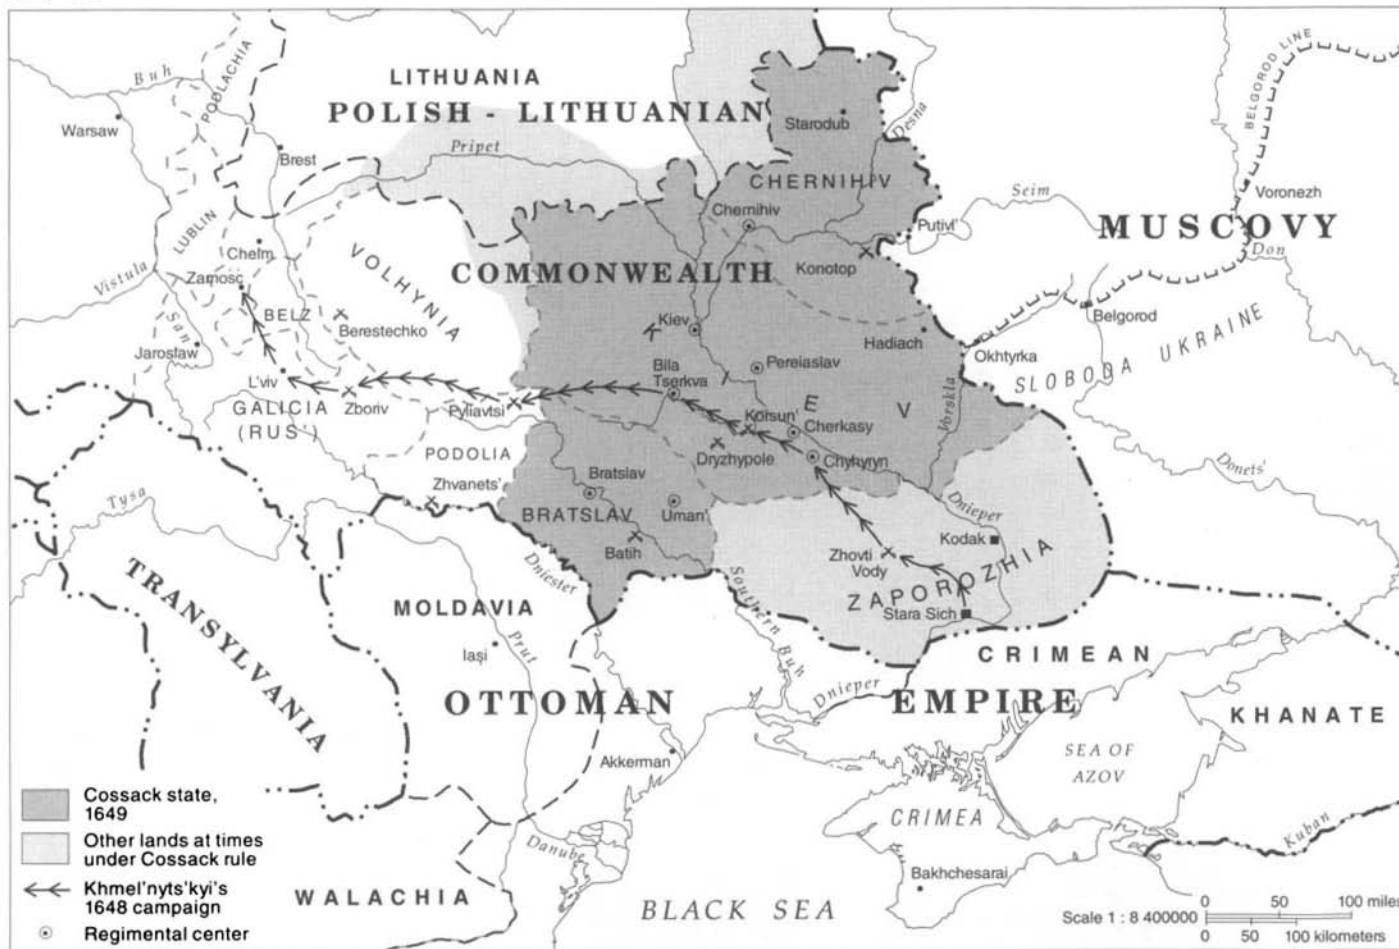 Buh
PODLACHIA
LITHUANIA
POLISH - LITHUANIAN
BELGOROD LINE
Warsaw
Starodub
Desna
Brest
Pripet
CHERNIHIV
Seim
Voronezh
LUBLIN
Chernihiv
Putivl'
MUSCOVY
Don
Chełm
VOLHYNIA
COMMONWEALTH
Konotop
Vistula
Zamość
San
BELZ
Berestechko
Kiev
K I E V
Hadiach
Belgorod
Jarosław
Okhtyrka
SLOBODA UKRAINE
Pereiaslav
Bila
Tserkva
L'viv
Zboriv
Pyliavtsi
Korsun'
Cherkasy
Vorskla
GALICIA
(RUS')
PODOLIA
Dryzhypole
Chyhyryn
Donets'
Bratslav
Zhvanets'
BRATSLAV
Uman'
Dnieper
Tysa
Batih
Kodak
Zhovti
Vody
ZAPOROZHIA
Dniester
Southern Buh
Stara Sich
TRANSYLVANIA
MOLDAVIA
Iaşi
Prut
CRIMEAN
OTTOMAN
Dnieper
EMPIRE
KHANATE
SEA OF
AZOV
Akkerman
CRIMEA
Kuban
Danube
Bakhchesarai
WALACHIA
BLACK SEA
Cossack state,
1649
Other lands at times
under Cossack rule
Khmel'nyts'kyi's
1648 campaign
Regimental center
0 50 100 miles
Scale 1 : 8 400000
0 50 100 kilometers